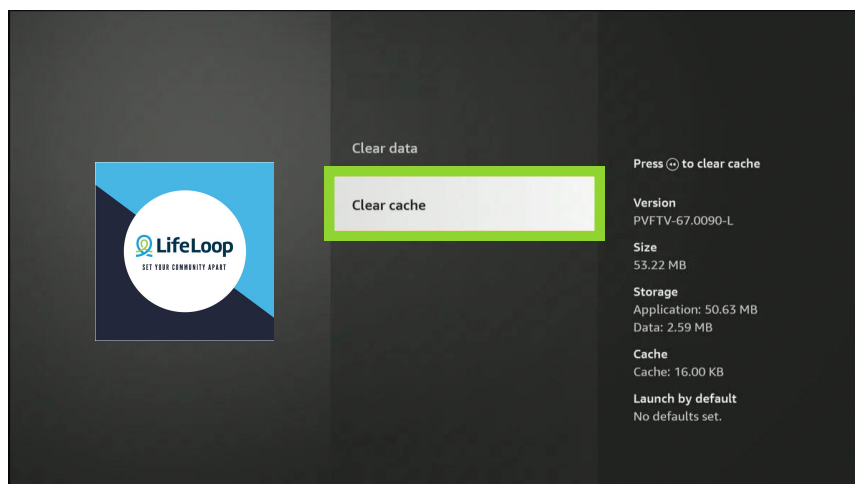 LifeLoop
SET YOUR COMMUNITY APART
Clear data
Clear cache
Press to clear cache
Version
PVFTV-67.0090-L
Size
53.22 MB
Storage
Application: 50.63 MB
Data: 2.59 MB
Cache
Cache: 16.00 KB
Launch by default
No defaults set.